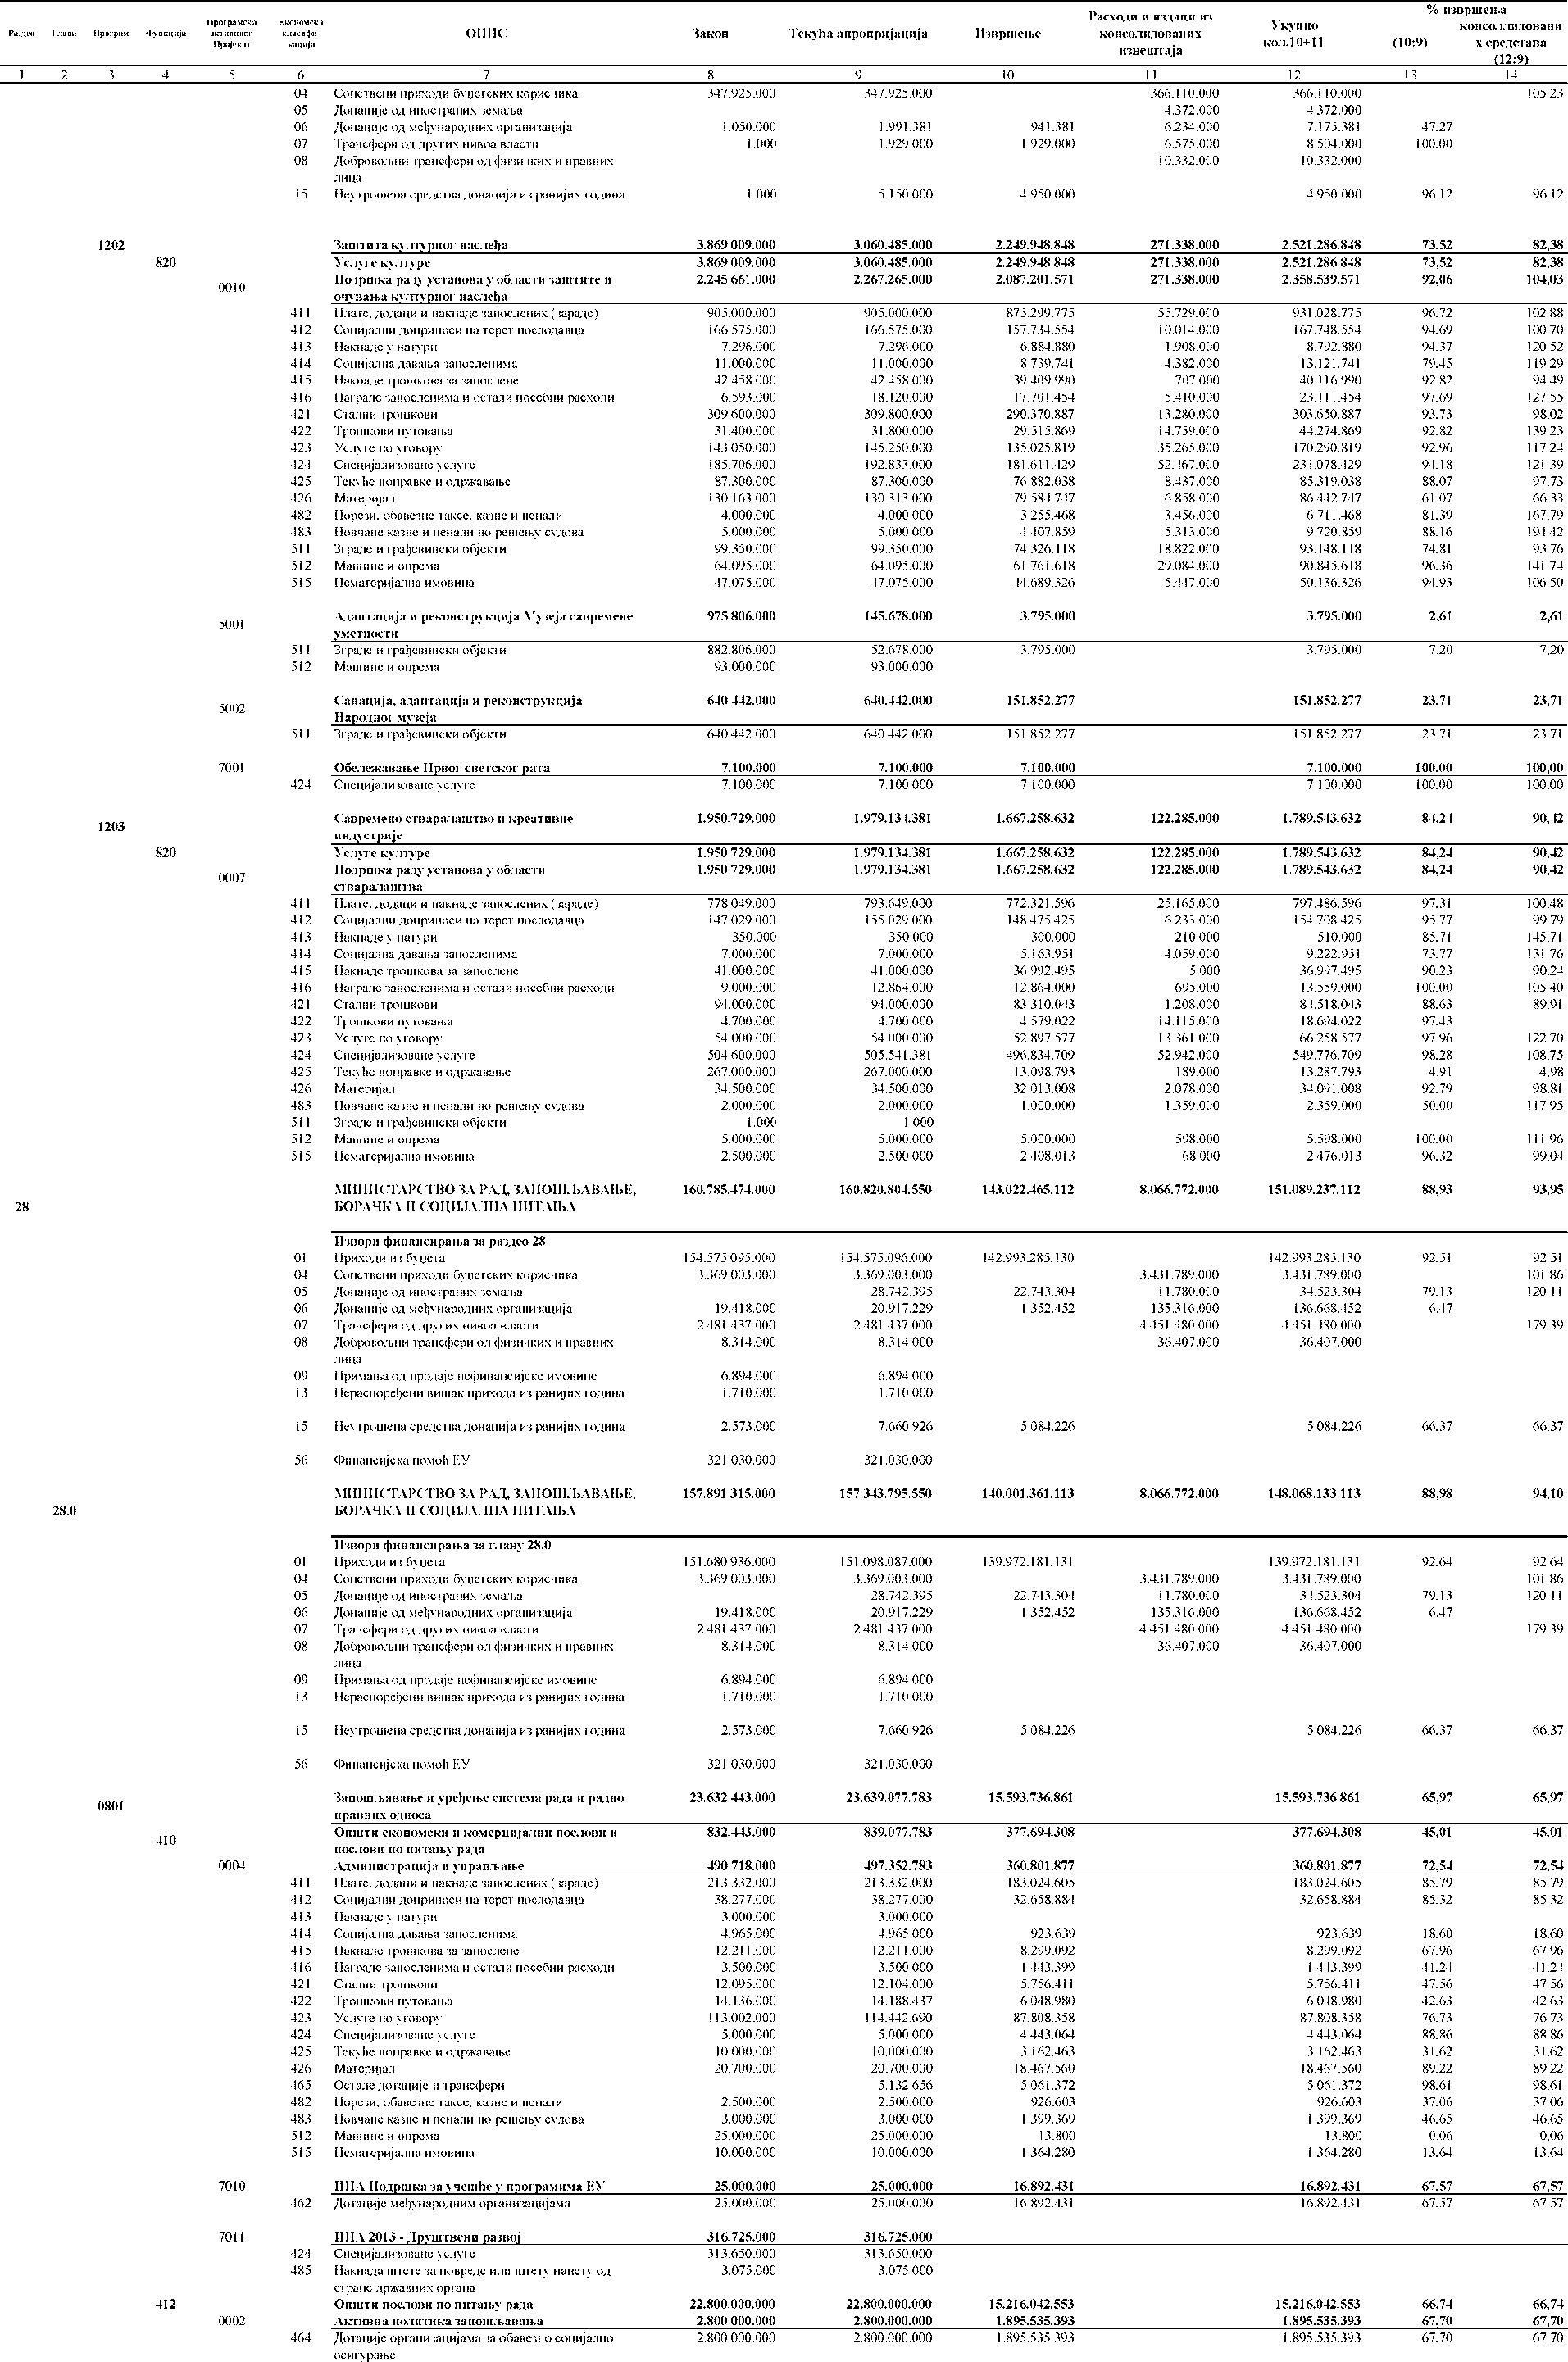 Раздео Глава Програм Функција Програмска активност/Пројекат Економска класификација ОПИС Закон Текућа апропријација Извршење Расходи и издаци из консолидованих извештаја Укупно кол.10+11 % извршења (10:9) консолидованих средстава (12:9)
1 2 3 4 5 6 7 8 9 10 11 12 13 14
04 Сопствени приходи буџетских корисника 347.925.000 347.925.000 366.110.000 366.110.000 105.23
05 Донације од иностраних земаља 4.372.000 4.372.000
06 Донације од међународних организација 1.050.000 1.991.381 941.381 6.234.000 7.175.381 47.27
07 Трансфери од других нивоа власти 1.000 1.929.000 1.929.000 6.575.000 8.504.000 100.00
08 Добровољни трансфери од физичких и правних 10.332.000 10.332.000
лица
15 Неутрошена средства донација из ранијих година 1.000 5.150.000 4.950.000 4.950.000 96.12 96.12
1202 Заштита културног наслеђа 3.869.009.000 3.060.485.000 2.249.948.848 271.338.000 2.521.286.848 73,52 82,38
820 Услуге културе 3.869.009.000 3.060.485.000 2.249.948.848 271.338.000 2.521.286.848 73,52 82,38
0010 Подршка раду установа у области заштите и 2.245.661.000 2.267.265.000 2.087.201.571 271.338.000 2.358.539.571 92,06 104,03
очувања културног наслеђа
411 Плате, додаци и накнаде запослених (зараде) 905.000.000 905.000.000 875.299.775 55.729.000 931.028.775 96.72 102.88
412 Социјални доприноси на терет послодавца 166 575.000 166.575.000 157.734.554 10.014.000 167.748.554 94.69 100.70
413 Накнаде у натури 7.296.000 7.296.000 6.884.880 1.908.000 8.792.880 94.37 120.52
414 Социјална давања запосленима 11.000.000 11.000.000 8.739.741 4.382.000 13.121.741 79.45 119.29
415 Накнаде трошкова за запослене 42.458.000 42.458.000 39.409.990 707.000 40.116.990 92.82 94.49
416 Награде запосленима и остали посебни расходи 6.593.000 18.120.000 17.701.454 5.410.000 23.111.454 97.69 127.55
421 Стални трошкови 309 600.000 309.800.000 290.370.887 13.280.000 303.650.887 93.73 98.02
422 Трошкови путовања 31.400.000 31.800.000 29.515.869 14.759.000 44.274.869 92.82 139.23
423 Услуге по уговору 143 050.000 145.250.000 135.025.819 35.265.000 170.290.819 92.96 117.24
424 Специјализоване услуге 185.706.000 192.833.000 181.611.429 52.467.000 234.078.429 94.18 121.39
425 Текуће поправке и одржавање 87.300.000 87.300.000 76.882.038 8.437.000 85.319.038 88.07 97.73
426 Материјал 130.163.000 130.313.000 79.584.747 6.858.000 86.442.747 61.07 66.33
482 Порези, обавезне таксе, казне и пенали 4.000.000 4.000.000 3.255.468 3.456.000 6.711.468 81.39 167.79
483 Новчане казне и пенали по решењу судова 5.000.000 5.000.000 4.407.859 5.313.000 9.720.859 88.16 194.42
511 Зграде и грађевински објекти 99.350.000 99.350.000 74.326.118 18.822.000 93.148.118 74.81 93.76
512 Машине и опрема 64.095.000 64.095.000 61.761.618 29.084.000 90.845.618 96.36 141.74
515 Нематеријална имовина 47.075.000 47.075.000 44.689.326 5.447.000 50.136.326 94.93 106.50
5001 Адаптација и реконструкција Музеја савремене 975.806.000 145.678.000 3.795.000 3.795.000 2,61 2,61
уметности
511 Зграде и грађевински објекти 882.806.000 52.678.000 3.795.000 3.795.000 7.20 7.20
512 Машине и опрема 93.000.000 93.000.000
5002 Санација, адаптација и реконструкција 640.442.000 640.442.000 151.852.277 151.852.277 23,71 23,71
Народног музеја
511 Зграде и грађевински објекти 640.442.000 640.442.000 151.852.277 151.852.277 23.71 23.71
7001 Обележавање Првог светског рата 7.100.000 7.100.000 7.100.000 7.100.000 100,00 100,00
424 Специјализоване услуге 7.100.000 7.100.000 7.100.000 7.100.000 100.00 100.00
1203 Савремено стваралаштво и креативне 1.950.729.000 1.979.134.381 1.667.258.632 122.285.000 1.789.543.632 84,24 90,42
индустрије
820 Услуге културе 1.950.729.000 1.979.134.381 1.667.258.632 122.285.000 1.789.543.632 84,24 90,42
0007 Подршка раду установа у области 1.950.729.000 1.979.134.381 1.667.258.632 122.285.000 1.789.543.632 84,24 90,42
стваралаштва
411 Плате, додаци и накнаде запослених (зараде) 778 049.000 793.649.000 772.321.596 25.165.000 797.486.596 97.31 100.48
412 Социјални доприноси на терет послодавца 147.029.000 155.029.000 148.475.425 6.233.000 154.708.425 95.77 99.79
413 Накнаде у натури 350.000 350.000 300.000 210.000 510.000 85.71 145.71
414 Социјална давања запосленима 7.000.000 7.000.000 5.163.951 4.059.000 9.222.951 73.77 131.76
415 Накнаде трошкова за запослене 41.000.000 41.000.000 36.992.495 5.000 36.997.495 90.23 90.24
416 Награде запосленима и остали посебни расходи 9.000.000 12.864.000 12.864.000 695.000 13.559.000 100.00 105.40
421 Стални трошкови 94.000.000 94.000.000 83.310.043 1.208.000 84.518.043 88.63 89.91
422 Трошкови путовања 4.700.000 4.700.000 4.579.022 14.115.000 18.694.022 97.43
423 Услуге по уговору 54.000.000 54.000.000 52.897.577 13.361.000 66.258.577 97.96 122.70
424 Специјализоване услуге 504 600.000 505.541.381 496.834.709 52.942.000 549.776.709 98.28 108.75
425 Текуће поправке и одржавање 267.000.000 267.000.000 13.098.793 189.000 13.287.793 4.91 4.98
426 Материјал 34.500.000 34.500.000 32.013.008 2.078.000 34.091.008 92.79 98.81
483 Новчане казне и пенали по решењу судова 2.000.000 2.000.000 1.000.000 1.359.000 2.359.000 50.00 117.95
511 Зграде и грађевински објекти 1.000 1.000
512 Машине и опрема 5.000.000 5.000.000 5.000.000 598.000 5.598.000 100.00 111.96
515 Нематеријална имовина 2.500.000 2.500.000 2.408.013 68.000 2.476.013 96.32 99.04
28 МИНИСТАРСТВО ЗА РАД, ЗАПОШЉАВАЊЕ, 160.785.474.000 160.820.804.550 143.022.465.112 8.066.772.000 151.089.237.112 88,93 93,95
БОРАЧКА И СОЦИЈАЛНА ПИТАЊА
Извори финансирања за раздео 28
01 Приходи из буџета 154.575.095.000 154.575.096.000 142.993.285.130 142.993.285.130 92.51 92.51
04 Сопствени приходи буџетских корисника 3.369 003.000 3.369.003.000 3.431.789.000 3.431.789.000 101.86
05 Донације од иностраних земаља 28.742.395 22.743.304 11.780.000 34.523.304 79.13 120.11
06 Донације од међународних организација 19.418.000 20.917.229 1.352.452 135.316.000 136.668.452 6.47
07 Трансфери од других нивоа власти 2.481.437.000 2.481.437.000 4.451.480.000 4.451.480.000 179.39
08 Добровољни трансфери од физичких и правних 8.314.000 8.314.000 36.407.000 36.407.000
лица
09 Примања од продаје нефинансијске имовине 6.894.000 6.894.000
13 Нераспоређени вишак прихода из ранијих година 1.710.000 1.710.000
15 Неутрошена средства донација из ранијих година 2.573.000 7.660.926 5.084.226 5.084.226 66.37 66.37
56 Финансијска помоћ ЕУ 321 030.000 321.030.000
28.0 МИНИСТАРСТВО ЗА РАД, ЗАПОШЉАВАЊЕ, 157.891.315.000 157.343.795.550 140.001.361.113 8.066.772.000 148.068.133.113 88,98 94,10
БОРАЧКА И СОЦИЈАЛНА ПИТАЊА
Извори финансирања за главу 28.0
01 Приходи из буџета 151.680.936.000 151.098.087.000 139.972.181.131 139.972.181.131 92.64 92.64
04 Сопствени приходи буџетских корисника 3.369 003.000 3.369.003.000 3.431.789.000 3.431.789.000 101.86
05 Донације од иностраних земаља 28.742.395 22.743.304 11.780.000 34.523.304 79.13 120.11
06 Донације од међународних организација 19.418.000 20.917.229 1.352.452 135.316.000 136.668.452 6.47
07 Трансфери од других нивоа власти 2.481.437.000 2.481.437.000 4.451.480.000 4.451.480.000 179.39
08 Добровољни трансфери од физичких и правних 8.314.000 8.314.000 36.407.000 36.407.000
лица
09 Примања од продаје нефинансијске имовине 6.894.000 6.894.000
13 Нераспоређени вишак прихода из ранијих година 1.710.000 1.710.000
15 Неутрошена средства донација из ранијих година 2.573.000 7.660.926 5.084.226 5.084.226 66.37 66.37
56 Финансијска помоћ ЕУ 321 030.000 321.030.000
0801 Запошљавање и уређење система рада и радно 23.632.443.000 23.639.077.783 15.593.736.861 15.593.736.861 65,97 65,97
правних односа
410 Општи економски и комерцијални послови и 832.443.000 839.077.783 377.694.308 377.694.308 45,01 45,01
послови по питању рада
0004 Администрација и управљање 490.718.000 497.352.783 360.801.877 360.801.877 72,54 72,54
411 Плате, додаци и накнаде запослених (зараде) 213 332.000 213.332.000 183.024.605 183.024.605 85.79 85.79
412 Социјални доприноси на терет послодавца 38.277.000 38.277.000 32.658.884 32.658.884 85.32 85.32
413 Накнаде у натури 3.000.000 3.000.000
414 Социјална давања запосленима 4.965.000 4.965.000 923.639 923.639 18.60 18.60
415 Накнаде трошкова за запослене 12.211.000 12.211.000 8.299.092 8.299.092 67.96 67.96
416 Награде запосленима и остали посебни расходи 3.500.000 3.500.000 1.443.399 1.443.399 41.24 41.24
421 Стални трошкови 12.095.000 12.104.000 5.756.411 5.756.411 47.56 47.56
422 Трошкови путовања 14.136.000 14.188.437 6.048.980 6.048.980 42.63 42.63
423 Услуге по уговору 113.002.000 114.442.690 87.808.358 87.808.358 76.73 76.73
424 Специјализоване услуге 5.000.000 5.000.000 4.443.064 4.443.064 88.86 88.86
425 Текуће поправке и одржавање 10.000.000 10.000.000 3.162.463 3.162.463 31.62 31.62
426 Материјал 20.700.000 20.700.000 18.467.560 18.467.560 89.22 89.22
465 Остале дотације и трансфери 5.132.656 5.061.372 5.061.372 98.61 98.61
482 Порези, обавезне таксе, казне и пенали 2.500.000 2.500.000 926.603 926.603 37.06 37.06
483 Новчане казне и пенали по решењу судова 3.000.000 3.000.000 1.399.369 1.399.369 46.65 46.65
512 Машине и опрема 25.000.000 25.000.000 13.800 13.800 0.06 0.06
515 Нематеријална имовина 10.000.000 10.000.000 1.364.280 1.364.280 13.64 13.64
7010 ИПА Подршка за учешће у програмима ЕУ 25.000.000 25.000.000 16.892.431 16.892.431 67,57 67,57
462 Дотације међународним организацијама 25.000.000 25.000.000 16.892.431 16.892.431 67.57 67.57
7011 ИПА 2013 - Друштвени развој 316.725.000 316.725.000
424 Специјализоване услуге 313.650.000 313.650.000
485 Накнада штете за повреде или штету нанету од 3.075.000 3.075.000
стране државних органа
412 Општи послови по питању рада 22.800.000.000 22.800.000.000 15.216.042.553 15.216.042.553 66,74 66,74
0002 Активна политика запошљавања 2.800.000.000 2.800.000.000 1.895.535.393 1.895.535.393 67,70 67,70
464 Дотације организацијама за обавезно социјално 2.800 000.000 2.800.000.000 1.895.535.393 1.895.535.393 67.70 67.70
осигурање